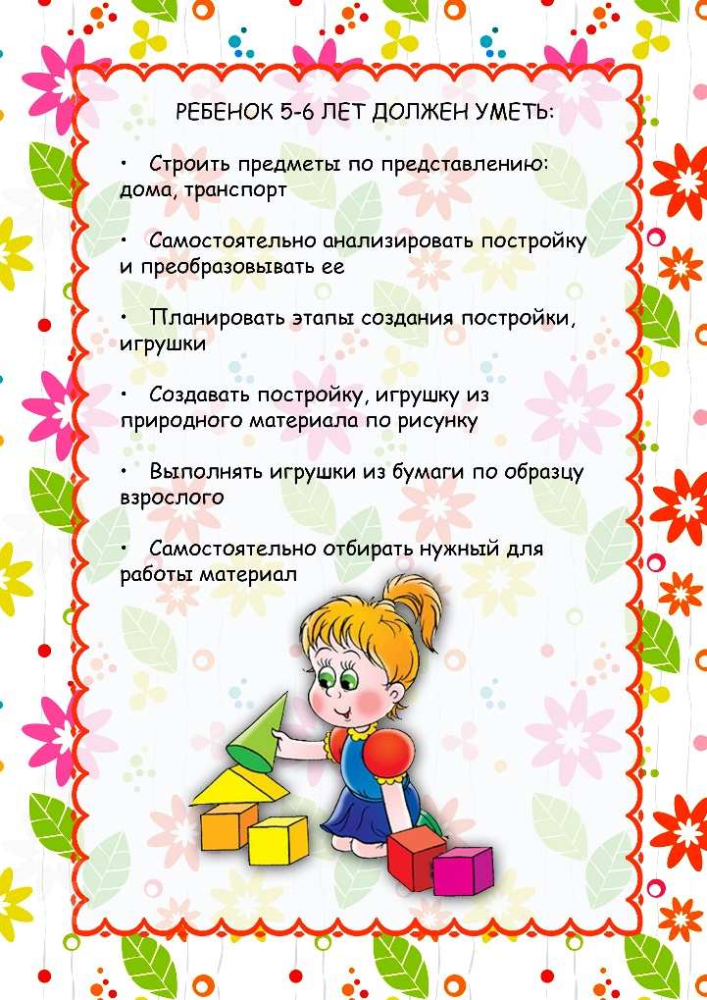 РЕБЕНОК 5-6 ЛЕТ ДОЛЖЕН УМЕТЬ:
• Строить предметы по представлению:
дома, транспорт
• Самостоятельно анализировать постройку
и преобразовывать ее
• Планировать этапы создания постройки,
игрушки
• Создавать постройку, игрушку из
природного материала по рисунку
• Выполнять игрушки из бумаги по образцу
взрослого
• Самостоятельно отбирать нужный для
работы материал